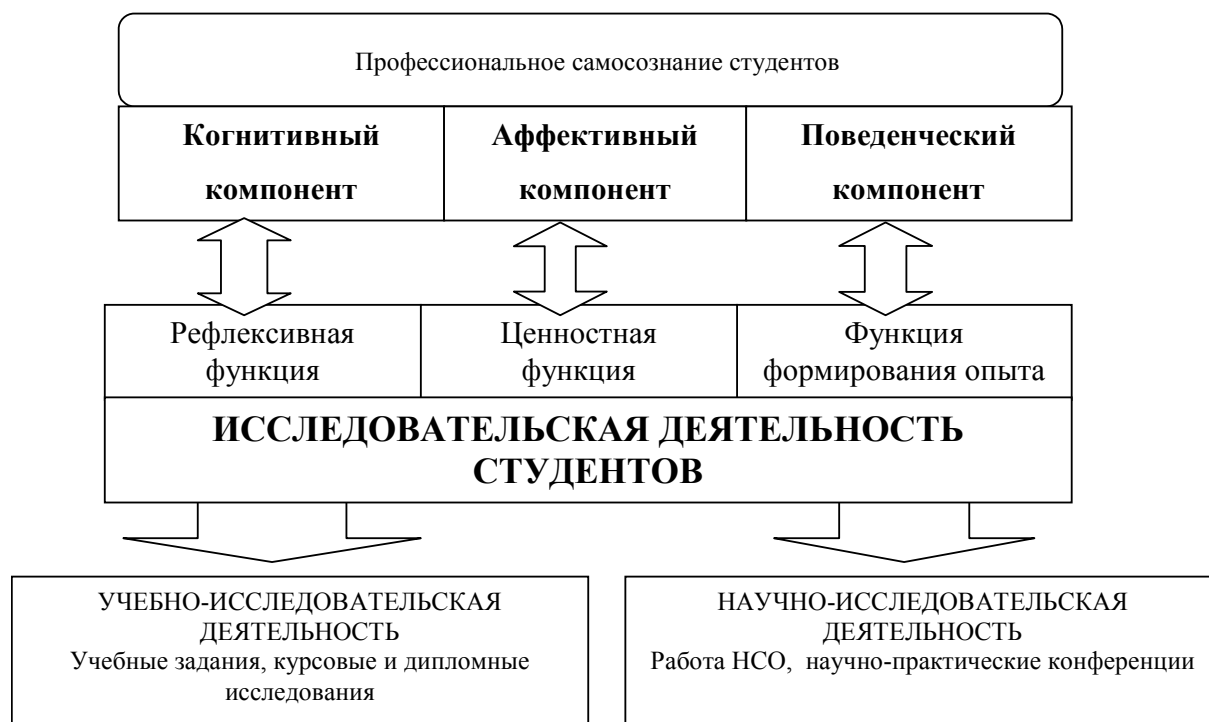 Профессиональное самосознание студентов
Когнитивный
компонент
Аффективный
компонент
Поведенческий
компонент
Рефлексивная
функция
Ценностная
функция
Функция
формирования опыта
ИССЛЕДОВАТЕЛЬСКАЯ ДЕЯТЕЛЬНОСТЬ
СТУДЕНТОВ
УЧЕБНО-ИССЛЕДОВАТЕЛЬСКАЯ
ДЕЯТЕЛЬНОСТЬ
Учебные задания, курсовые и дипломные
исследования
НАУЧНО-ИССЛЕДОВАТЕЛЬСКАЯ
ДЕЯТЕЛЬНОСТЬ
Работа НСО, научно-практические конференции